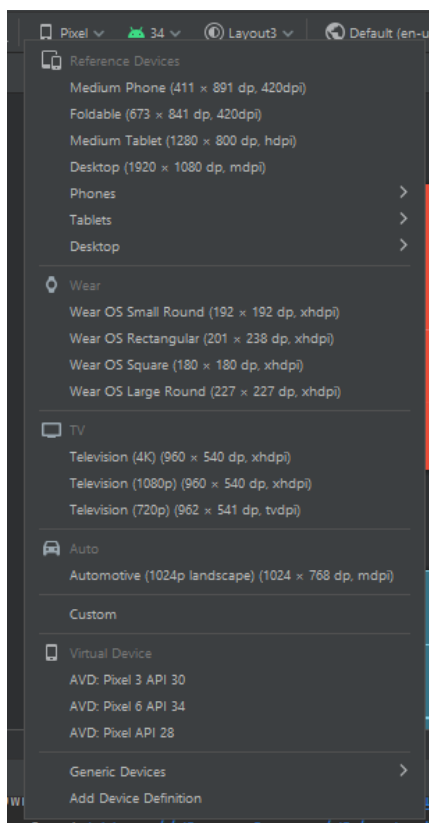 Pixel 34 Layout3 Default (en-u
Reference Devices
Medium Phone (411 × 891 dp, 420dpi)
Foldable (673 × 841 dp, 420dpi)
Medium Tablet (1280 × 800 dp, hdpi)
Desktop (1920 × 1080 dp, mdpi)
Phones
Tablets
Desktop
Wear
Wear OS Small Round (192 × 192 dp, xhdpi)
Wear OS Rectangular (201 × 238 dp, xhdpi)
Wear OS Square (180 × 180 dp, xhdpi)
Wear OS Large Round (227 × 227 dp, xhdpi)
TV
Television (4K) (960 × 540 dp, xhdpi)
Television (1080p) (960 × 540 dp, xhdpi)
Television (720p) (962 × 541 dp, tvdpi)
Auto
Automotive (1024p landscape) (1024 × 768 dp, mdpi)
Custom
Virtual Device
AVD: Pixel 3 API 30
AVD: Pixel 6 API 34
AVD: Pixel API 28
Generic Devices
Add Device Definition